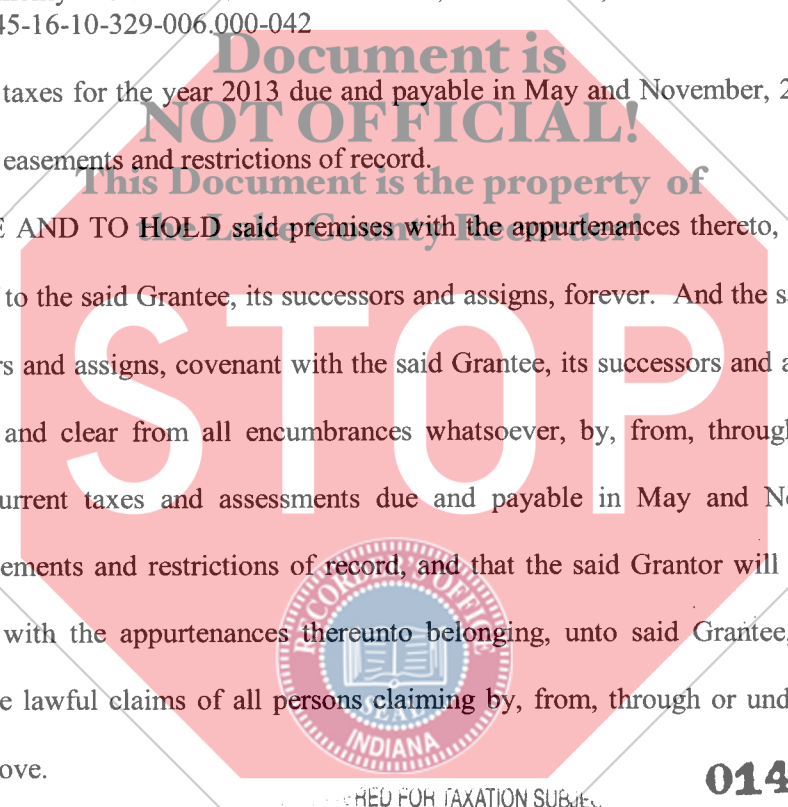 45-16-10-329-006.000-042
Document is
taxes for the year 2013 due and payable in May and November, 2
NOT OFFICIAL!
easements and restrictions of record.
This Document is the property of
E AND TO HOLD said premises with the appurtenances thereto,
the Lake County Recorder!
to the said Grantee, its successors and assigns, forever. And the s
rs and assigns, covenant with the said Grantee, its successors and a
STOP
and clear from all encumbrances whatsoever, by, from, through
urrent taxes and assessments due and payable in May and No
ements and restrictions of record, and that the said Grantor will
RECORDER'S OFFICE
with the appurtenances thereunto belonging, unto said Grantee,
e lawful claims of all persons claiming by, from, through or und
SEAL
INDIANA
ove.
014
RED FOR TAXATION SUBJEC